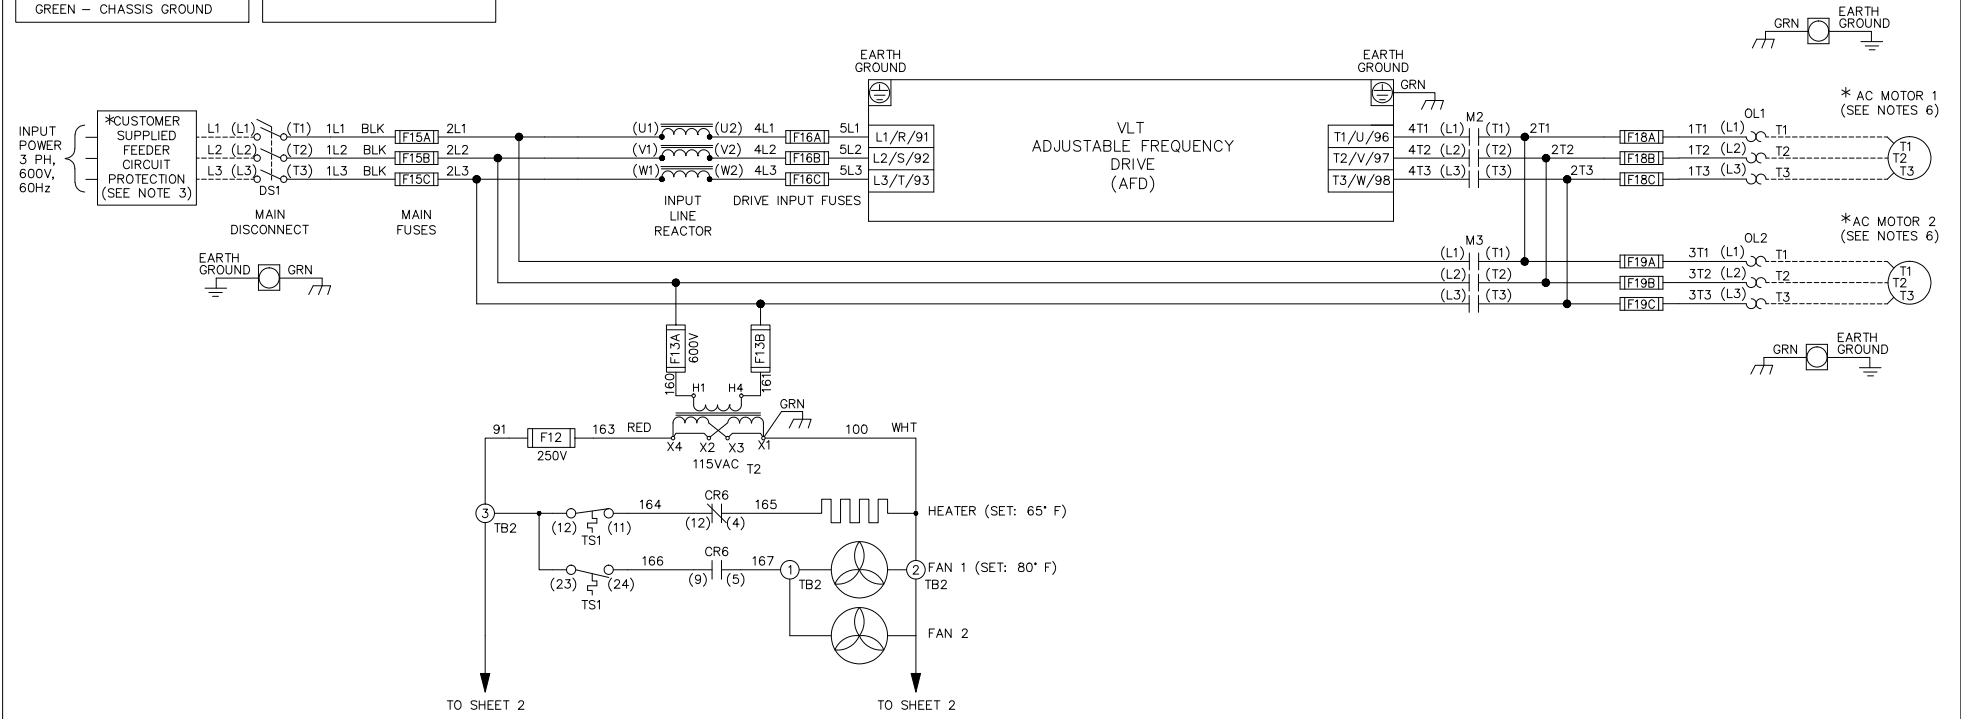 GREEN – CHASSIS GROUND
EARTH
GROUND
GRN
EARTH
GROUND
EARTH
GROUND
GRN
INPUT
POWER
3 PH,
600V,
60Hz
*CUSTOMER
SUPPLIED
FEEDER
CIRCUIT
PROTECTION
(SEE NOTE 3)
L1 (L1) (T1) 1L1 BLK F15A 2L1
L2 (L2) (T2) 1L2 BLK F15B 2L2
L3 (L3) (T3) 1L3 BLK F15C 2L3
DS1
MAIN
DISCONNECT
MAIN
FUSES
(U1) (U2) 4L1 F16A 5L1
(V1) (V2) 4L2 F16B 5L2
(W1) (W2) 4L3 F16C 5L3
INPUT
LINE
REACTOR
DRIVE INPUT FUSES
L1/R/91
L2/S/92
L3/T/93
VLT
ADJUSTABLE FREQUENCY
DRIVE
(AFD)
T1/U/96
T2/V/97
T3/W/98
M2
4T1 (L1) (T1) 2T1
4T2 (L2) (T2) 2T2
4T3 (L3) (T3) 2T3
OL1
F18A 1T1 (L1) T1
F18B 1T2 (L2) T2
F18C 1T3 (L3) T3
* AC MOTOR 1
(SEE NOTES 6)
T1
T2
T3
EARTH
GROUND
GRN
M3
(L1) (T1)
(L2) (T2)
(L3) (T3)
OL2
F19A 3T1 (L1) T1
F19B 3T2 (L2) T2
F19C 3T3 (L3) T3
*AC MOTOR 2
(SEE NOTES 6)
T1
T2
T3
GRN
EARTH
GROUND
F13A
600V
F13B
160
161
H1 H4
GRN
91 F12 163 RED
250V
X4 X2 X3 X1
100 WHT
115VAC T2
3
TB2
(12) (11)
TS1
164
CR6
(12) (4)
165
HEATER (SET: 65° F)
(23) (24)
TS1
166
CR6
(9) (5)
167
1
TB2
2
TB2
FAN 1 (SET: 80° F)
FAN 2
TO SHEET 2
TO SHEET 2